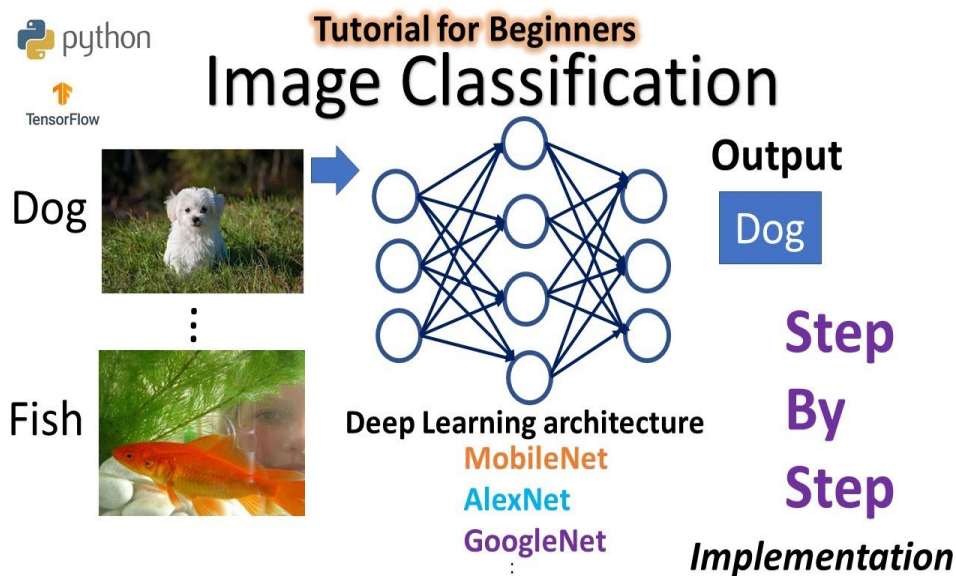 python
TensorFlow
Tutorial for Beginners
Image Classification
Dog
Fish
Deep Learning architecture
MobileNet
AlexNet
GoogleNet
Output
Dog
Step
By
Step
Implementation